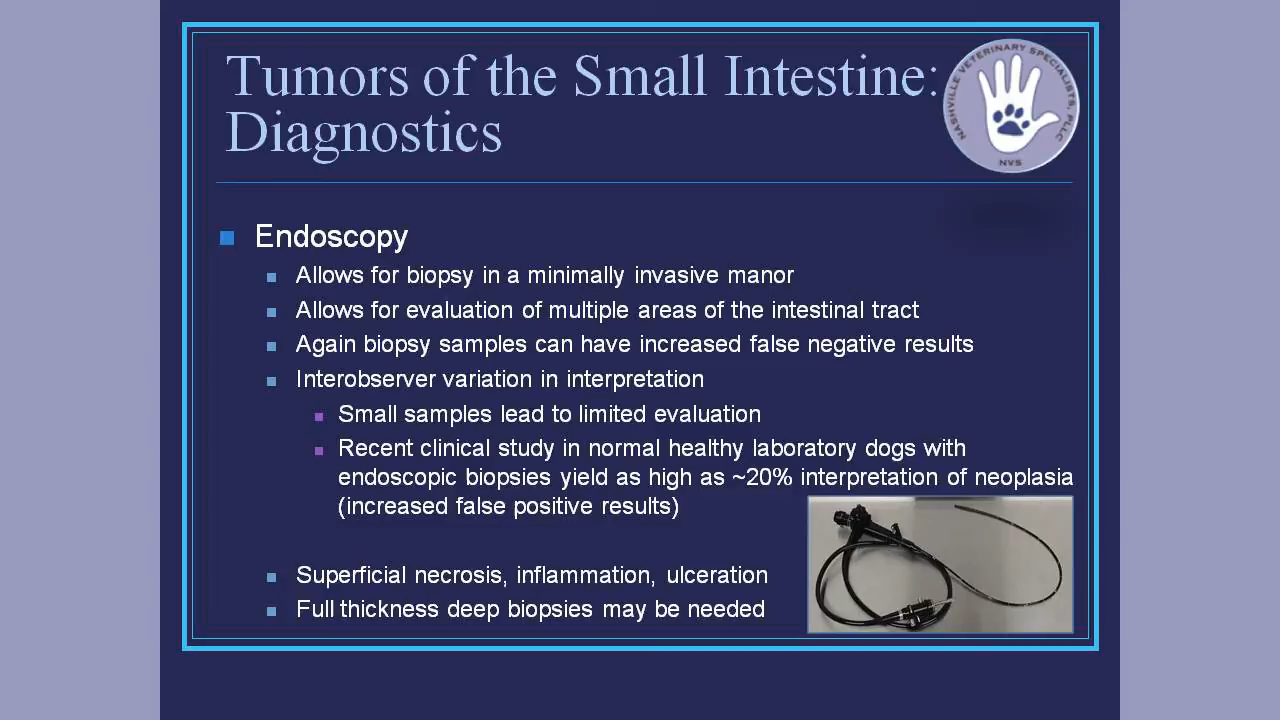 Tumors of the Small Intestine:
Diagnostics
NASHVILLE VETERINARY SPECIALISTS, PLLC
NVS
Endoscopy
Allows for biopsy in a minimally invasive manor
Allows for evaluation of multiple areas of the intestinal tract
Again biopsy samples can have increased false negative results
Interobserver variation in interpretation
Small samples lead to limited evaluation
Recent clinical study in normal healthy laboratory dogs with
endoscopic biopsies yield as high as ~20% interpretation of neoplasia
(increased false positive results)
Superficial necrosis, inflammation, ulceration
Full thickness deep biopsies may be needed